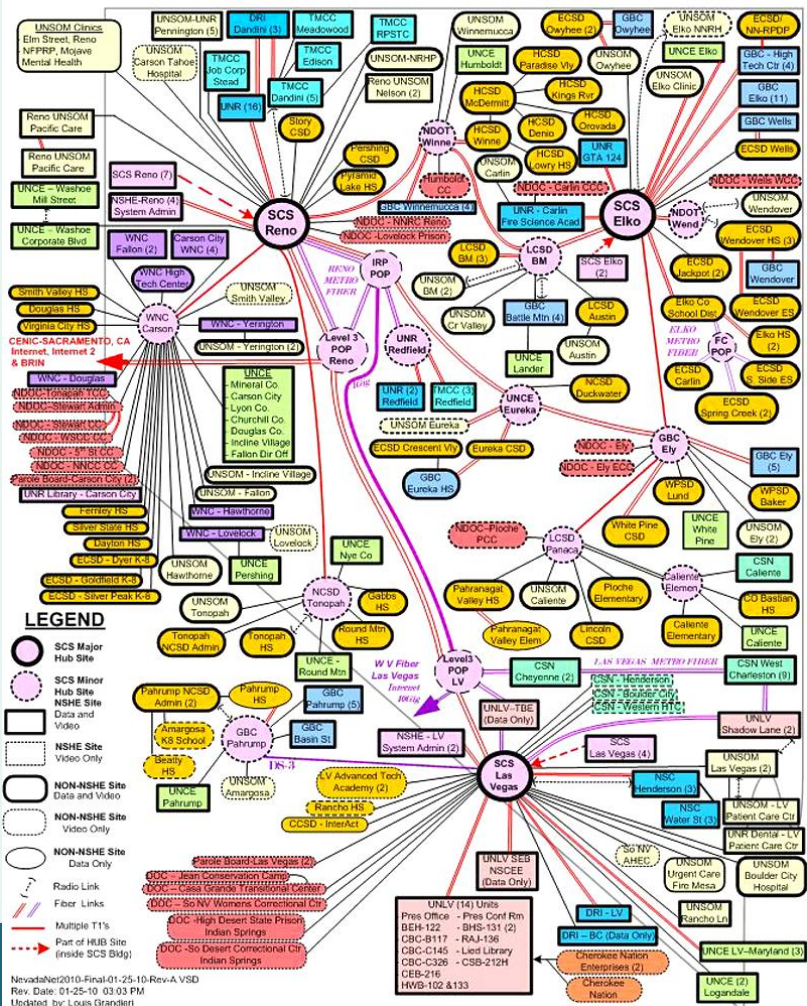 UNSOM Clinics
- Elm Street, Reno
- NFPRP, Mojave
Mental Health
UNSOM-UNR
Pennington (5)
DRI
Dandini (3)
TMCC
Meadowood
TMCC
RPSTC
UNSOM
Winnemucca
ECSD
Owyhee (2)
GBC
Owyhee
UNSOM
Elko NNRH
ECSD/
NN-RPDP
UNSOM
Carson Tahoe
Hospital
TMCC
Job Corp
Stead
TMCC
Edison
UNSOM-NRHP
UNCE
Humboldt
HCSD
Paradise Vly
UNSOM
Owyhee
UNCE Elko
GBC - High
Tech Ctr (4)
UNR (16)
TMCC
Dandini (5)
Reno UNSOM
Nelson (2)
HCSD
McDermitt
HCSD
Kings Rvr
UNSOM
Elko Clinic
GBC
Elko (11)
Story
CSD
HCSD
Denio
HCSD
Orovada
GBC Wells
Reno UNSOM
Pacific Care
NDOT
Winne
HCSD
Winne
HCSD
Lowry HS
UNR
GTA 124
ECSD Wells
Reno UNSOM
Pacific Care
Pershing
CSD
UNSOM
Carlin
SCS Reno (7)
Pyramid
Lake HS
Humboldt
CC
NDOC - Carlin CCC
NDOC - Wells WCC
UNCE – Washoe
Mill Street
NSHE-Reno (4)
System Admin
SCS
Reno
GBC Winnemucca (4)
UNR - Carlin
Fire Science Acad
SCS
Elko
NDOT
Wend
UNSOM
Wendover
UNCE – Washoe
Corporate Blvd
NDOC - NNRC Reno
NDOC -Lovelock Prison
ECSD
Wendover HS (3)
WNC
Fallon (2)
Carson City
WNC (4)
LCSD
BM (3)
LCSD
BM
SCS Elko
(2)
ECSD
Jackpot (2)
GBC
Wendover
WNC High
Tech Center
RENO
METRO
FIBER
IRP
POP
UNSOM
BM (2)
Smith Valley HS
UNSOM
Smith Valley
Elko Co
School Dist
ECSD
Wendover ES
Douglas HS
GBC
Battle Mtn (4)
LCSD
Austin
Virginia City HS
WNC
Carson
WNC - Yerington
UNSOM
Cr Valley
ELKO
METRO
FIBER
Elko HS
(2)
CENIC-SACRAMENTO, CA
Internet, Internet 2
& BRIN
UNSOM - Yerington (2)
Level 3
POP
Reno
UNR
Redfield
UNSOM
Austin
FC
POP
UNCE
Lander
ECSD
Carlin
ECSD
S. Side ES
WNC - Douglas
UNCE
- Mineral Co.
- Carson City
- Lyon Co.
- Churchill Co.
- Douglas Co.
- Incline Village
- Fallon Dir Off
10Gig
UNR (2)
Redfield
TMCC (3)
Redfield
NCSD
Duckwater
NDOC-Tonapah TCC
NDOC–Stewart Admin
UNCE
Eureka
ECSD
Spring Creek (2)
NDOC - Stewart CC
UNSOM Eureka
NDOC - WSCC CC
NDOC - 5th St CC
ECSD Crescent Vly
Eureka CSD
NDOC - Ely
GBC
Ely
GBC Ely
(5)
NDOC - NNCC CC
NDOC - Ely ECC
Parole Board-Carson City (2)
UNSOM - Incline Village
GBC
Eureka HS
UNR Library - Carson City
UNSOM - Fallon
WPSD
Lund
WPSD
Baker
Fernley HS
WNC - Hawthorne
Silver State HS
WNC - Lovelock
UNSOM
Lovelock
NDOC–Pioche
PCC
White Pine
CSD
UNCE
White
Pine
UNSOM
Ely (2)
Dayton HS
UNCE
Nye Co
LCSD
Panaca
ECSD - Dyer K-8
UNSOM
Hawthorne
UNCE
Pershing
CSN
Caliente
ECSD - Goldfield K-8
Caliente
Elemen
ECSD - Silver Peak K-8
NCSD
Tonopah
Gabbs
HS
Pahranagat
Valley HS
UNSOM
Caliente
Pioche
Elementary
CO Bastian
HS
UNSOM
Tonopah
LEGEND
Pahranagat
Valley Elem
Lincoln
CSD
Caliente
Elementary
UNCE
Caliente
Tonopah
NCSD Admin
Tonopah
HS
Round Mtn
HS
SCS Major
Hub Site
UNCE -
Round Mtn
W V Fiber
Las Vegas
Internet
10Gig
Level3
POP
LV
CSN
Cheyenne (2)
LAS VEGAS METRO FIBER
CSN West
Charleston (9)
SCS Minor
Hub Site
CSN - Henderson
CSN - Boulder City
CSN - Western HTC
NSHE Site
Data and
Video
Pahrump NCSD
Admin (2)
Pahrump
HS
GBC
Pahrump (5)
UNLV–TBE
(Data Only)
UNLV
Shadow Lane (2)
Amargosa
K8 School
GBC
Pahrump
GBC
Basin St
NSHE - LV
System Admin (2)
SCS
Las Vegas (4)
NSHE Site
Video Only
Beatty
HS
DS-3
SCS
Las
Vegas
UNSOM
Las Vegas (2)
NON-NSHE Site
Data and Video
UNCE
Pahrump
UNSOM
Amargosa
LV Advanced Tech
Academy (2)
NSC
Henderson (3)
Rancho HS
NSC
Water St (3)
UNSOM - LV
Patient Care Ctr
NON-NSHE Site
Video Only
CCSD - InterAct
UNR Dental - LV
Patient Care Ctr
NON-NSHE Site
Data Only
Parole Board-Las Vegas (2)
UNLV SEB
NSCEE
(Data Only)
So NV
AHEC
UNSOM
Urgent Care
Fire Mesa
UNSOM
Boulder City
Hospital
Radio Link
DOC – Jean Conservation Camp
DOC – Casa Grande Transitional Center
Fiber Links
DOC – So NV Womens Correctional Ctr
UNLV (14) Units
Pres Office - Pres Conf Rm
BEH-122 - BHS-131 (2)
CBC-B117 - RAJ-136
CBC-C145 - Lied Library
CBC-C326 - CSB-212H
CEB-216
HWB-102 &133
DRI - LV
UNSOM
Rancho Ln
Multiple T1's
DOC -High Desert State Prison
Indian Springs
DRI – BC (Data Only)
Part of HUB Site
(inside SCS Bldg)
DOC -So Desert Correctional Ctr
Indian Springs
Cherokee Nation
Enterprises (2)
UNCE LV–Maryland (3)
Cherokee
Nation
UNCE (2)
Logandale
NevadaNet2010-Final-01-25-10-Rev-A.VSD
Rev. Date: 01-25-10 03:03 PM
Updated by: Louis Grandieri